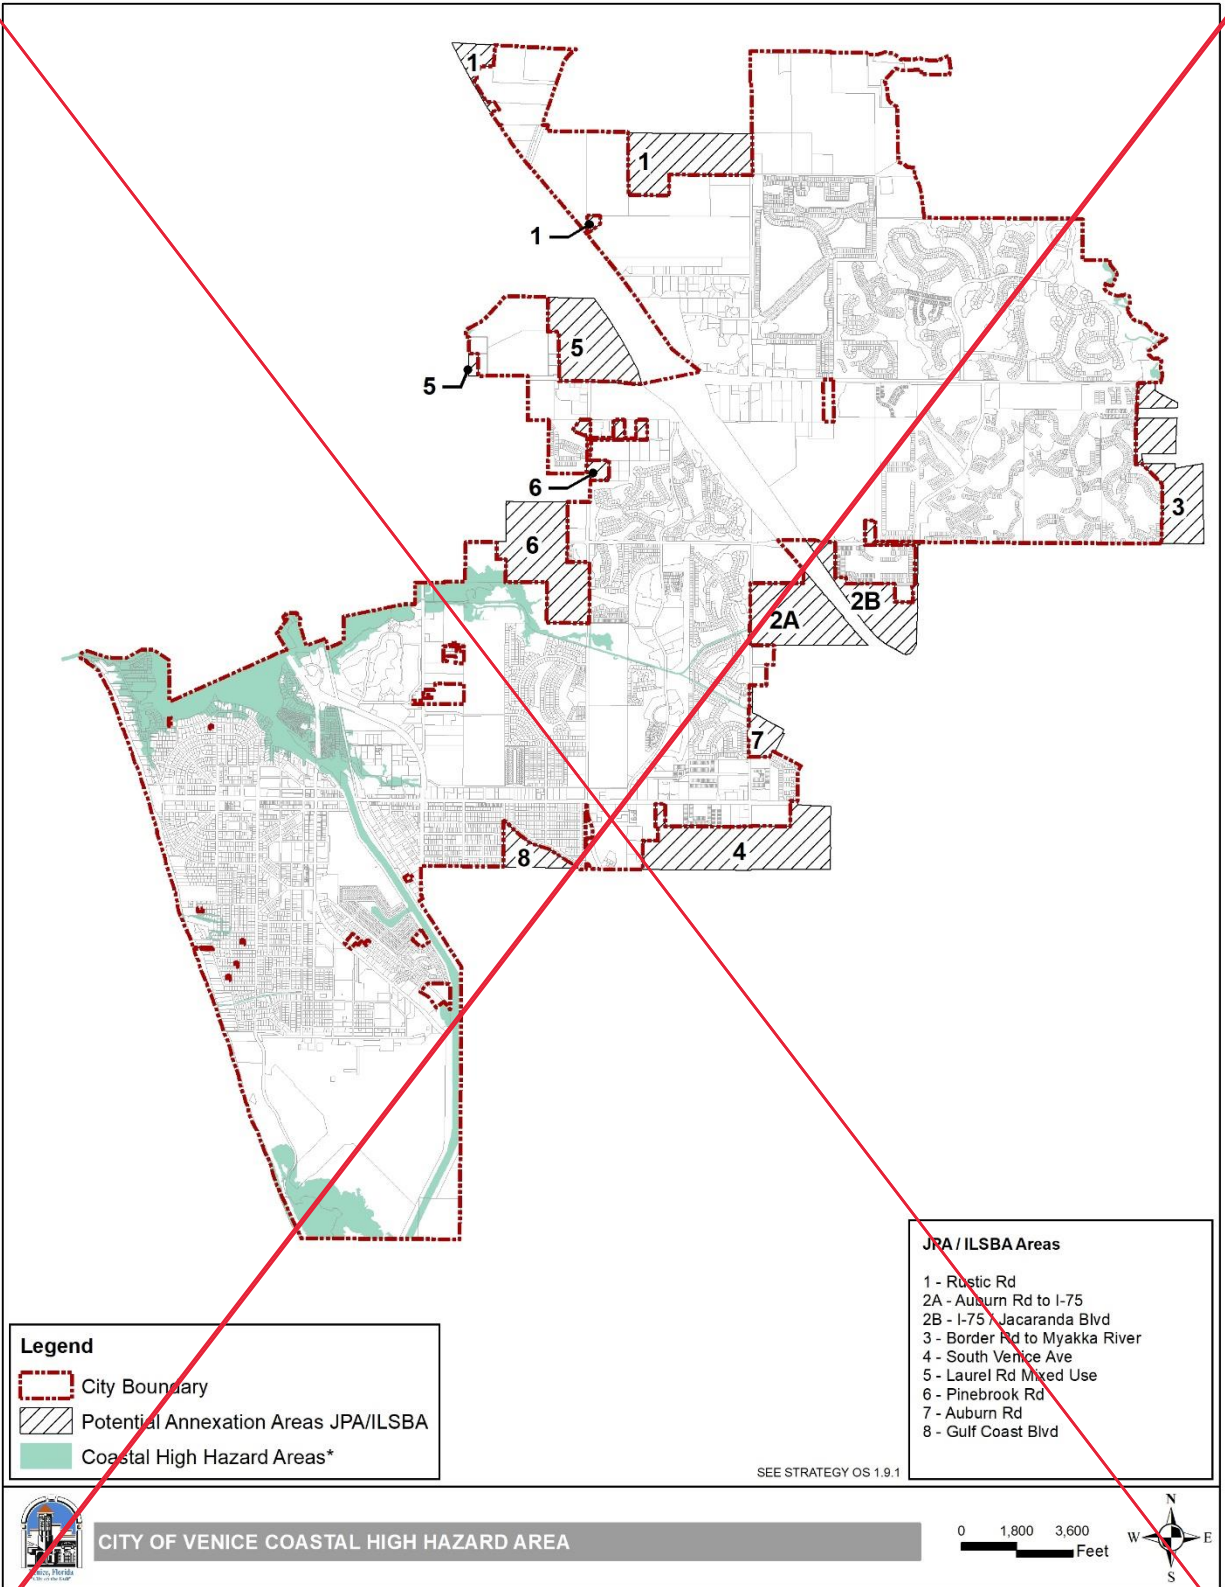 1
1
1
5
5
6
6
3
2A
2B
7
8
4
JPA / ILSBA Areas
1 - Rustic Rd
2A - Auburn Rd to I-75
2B - I-75 / Jacaranda Blvd
3 - Border Rd to Myakka River
4 - South Venice Ave
5 - Laurel Rd Mixed Use
6 - Pinebrook Rd
7 - Auburn Rd
8 - Gulf Coast Blvd
Legend
City Boundary
Potential Annexation Areas JPA/ILSBA
Coastal High Hazard Areas*
SEE STRATEGY OS 1.9.1
Venice, Florida
CITY OF VENICE COASTAL HIGH HAZARD AREA
0 1,800 3,600
Feet
N
W E
S